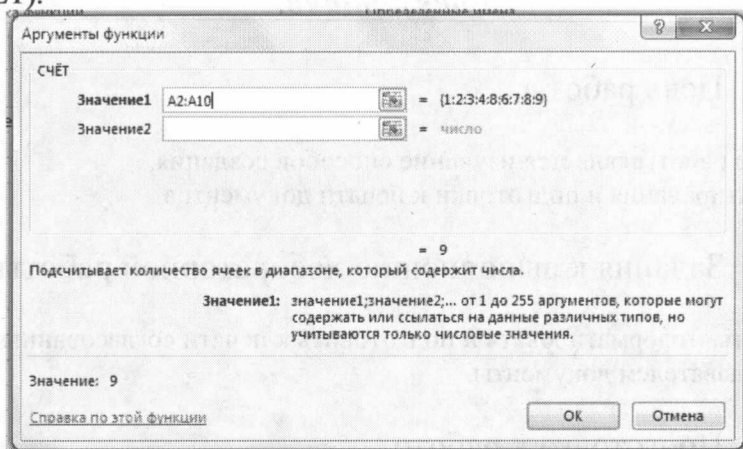 Аргументы функции
СЧЁТ
Значение1 A2:A10 = {1:2:3:4:8:6:7:8:9}
Значение2 = число
= 9
Подсчитывает количество ячеек в диапазоне, который содержит числа.
Значение1: значение1;значение2;... от 1 до 255 аргументов, которые могут
содержать или ссылаться на данные различных типов, но
учитываются только числовые значения.
Значение: 9
Справка по этой функции
ОК Отмена